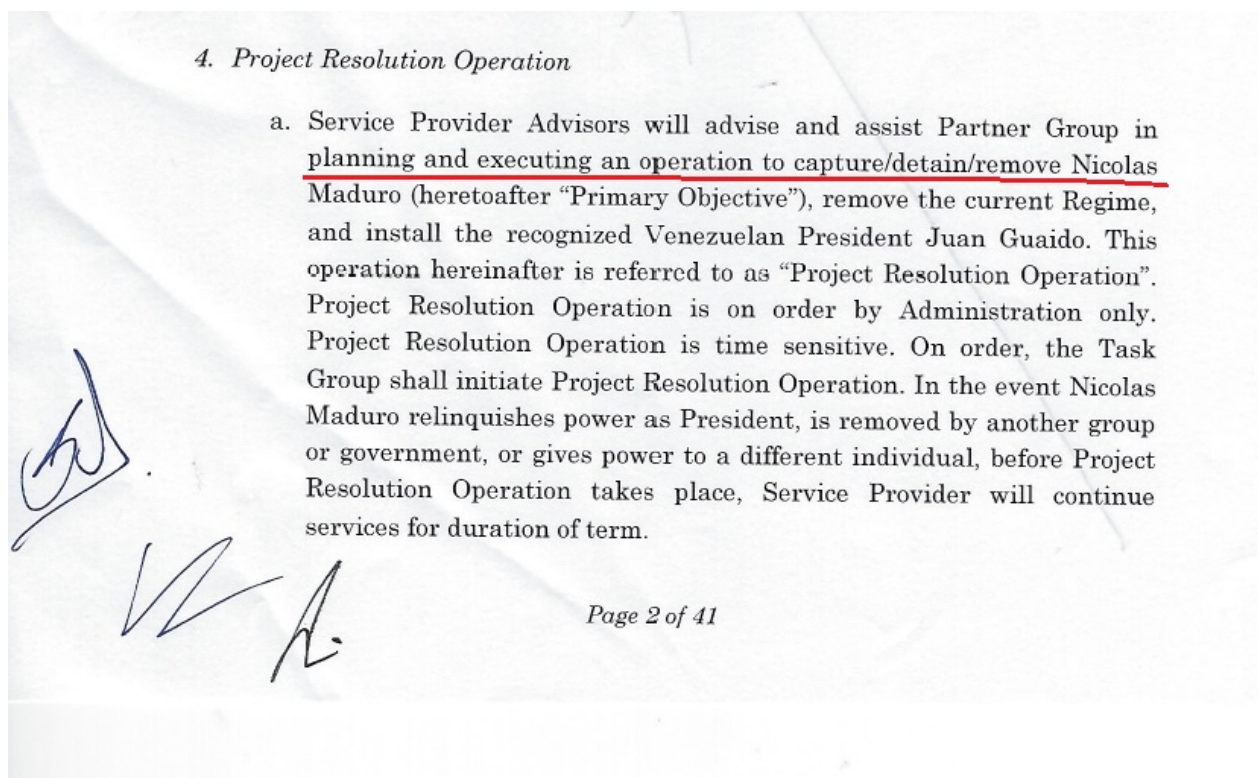 4. Project Resolution Operation
a. Service Provider Advisors will advise and assist Partner Group in
planning and executing an operation to capture/detain/remove Nicolas
Maduro (heretoafter “Primary Objective”), remove the current Regime,
and install the recognized Venezuelan President Juan Guaido. This
operation hereinafter is referred to as “Project Resolution Operation”.
Project Resolution Operation is on order by Administration only.
Project Resolution Operation is time sensitive. On order, the Task
Group shall initiate Project Resolution Operation. In the event Nicolas
Maduro relinquishes power as President, is removed by another group
or government, or gives power to a different individual, before Project
Resolution Operation takes place, Service Provider will continue
services for duration of term.
Page 2 of 41